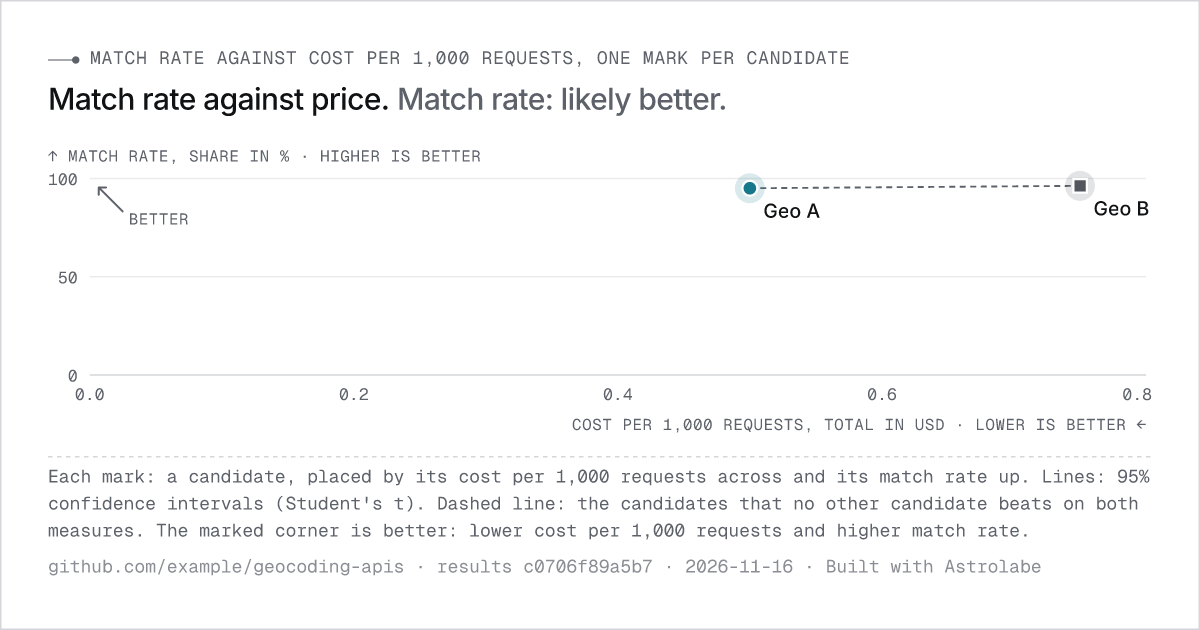 MATCH RATE AGAINST COST PER 1,000 REQUESTS, ONE MARK PER CANDIDATE
Match rate against price. Match rate: likely better.
↑ MATCH RATE, SHARE IN % · HIGHER IS BETTER
100
BETTER
Geo A
Geo B
50
0
0.0
0.2
0.4
0.6
0.8
COST PER 1,000 REQUESTS, TOTAL IN USD · LOWER IS BETTER ←
Each mark: a candidate, placed by its cost per 1,000 requests across and its match rate up. Lines: 95%
confidence intervals (Student's t). Dashed line: the candidates that no other candidate beats on both
measures. The marked corner is better: lower cost per 1,000 requests and higher match rate.
github.com/example/geocoding-apis · results c0706f89a5b7 · 2026-11-16 · Built with Astrolabe